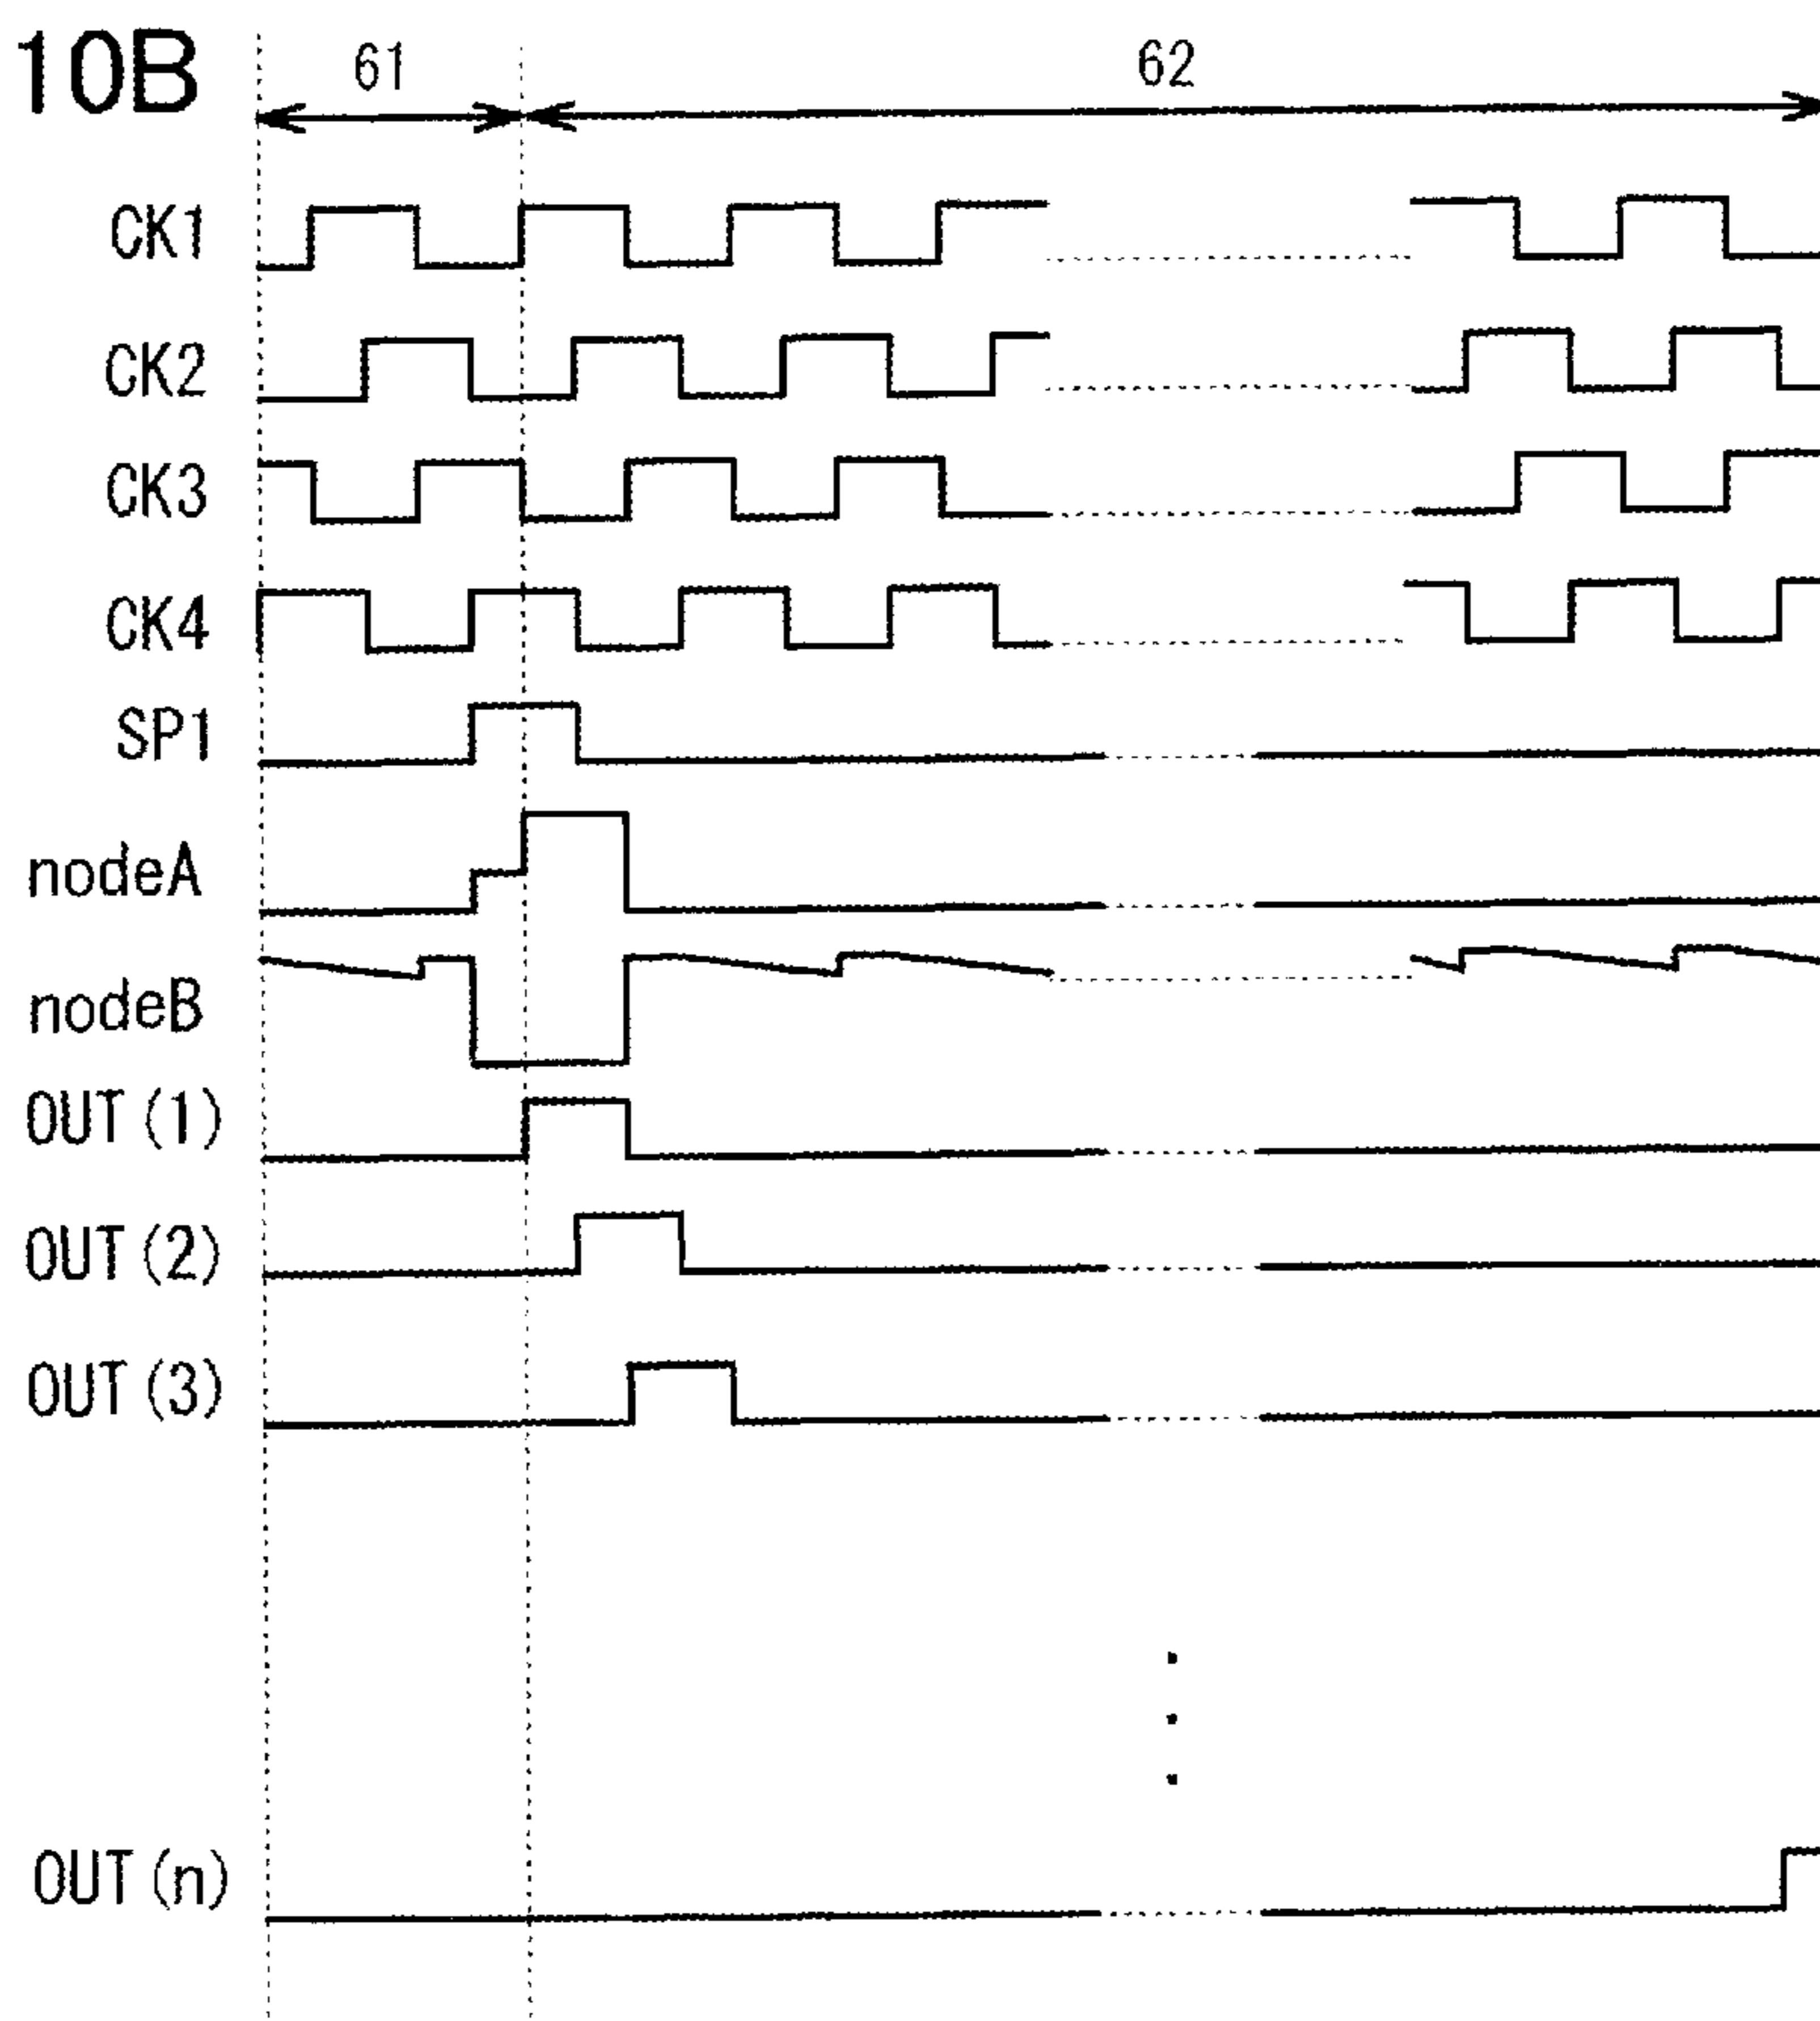 10B
61
62
CK1
CK2
CK3
CK4
SP1
nodeA
nodeB
OUT (1)
OUT (2)
OUT (3)
OUT (n)